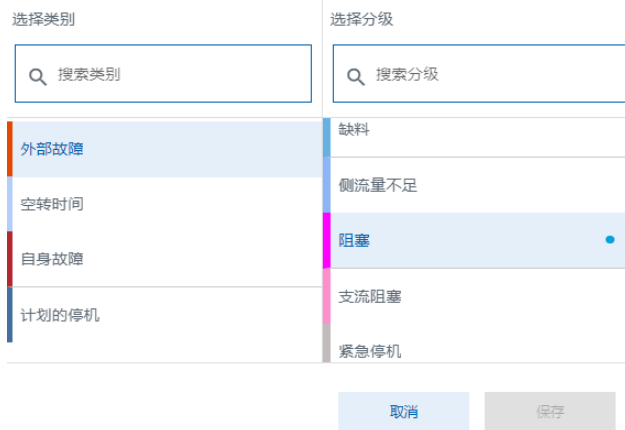 选择类别
选择分级
搜索类别
搜索分级
外部故障
空转时间
自身故障
计划的停机
缺料
侧流量不足
阻塞
支流阻塞
紧急停机
取消
保存